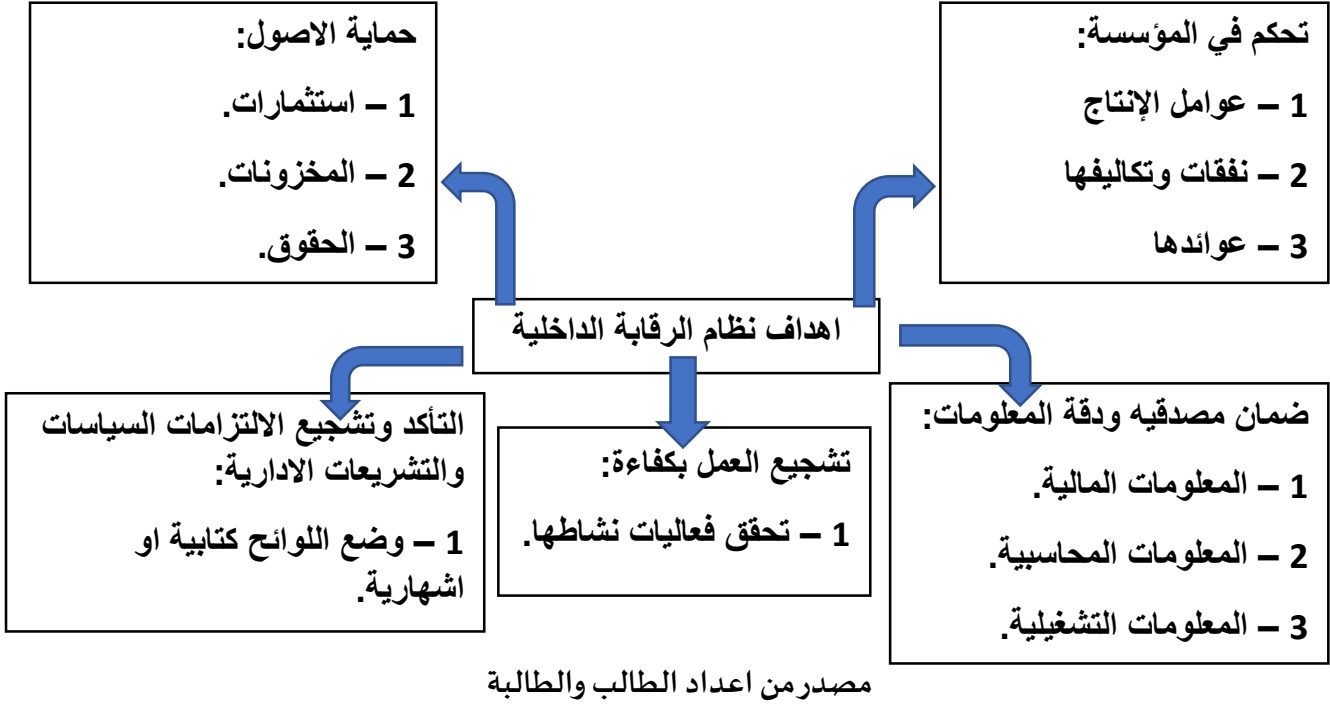 تحكم في المؤسسة:
1 – عوامل الإنتاج
2 – نفقات وتكاليفها
3 – عوائدها
حماية الاصول:
1 – استثمارات.
2 – المخزونات.
3 – الحقوق.
اهداف نظام الرقابة الداخلية
ضمان مصدقيه ودقة المعلومات:
1 – المعلومات المالية.
2 – المعلومات المحاسبية.
3 – المعلومات التشغيلية.
تشجيع العمل بكفاءة:
1 – تحقق فعاليات نشاطها.
التأكد وتشجيع الالتزامات السياسات
والتشريعات الادارية:
1 – وضع اللوائح كتابية او
اشهارية.
مصدر من اعداد الطالب والطالبة